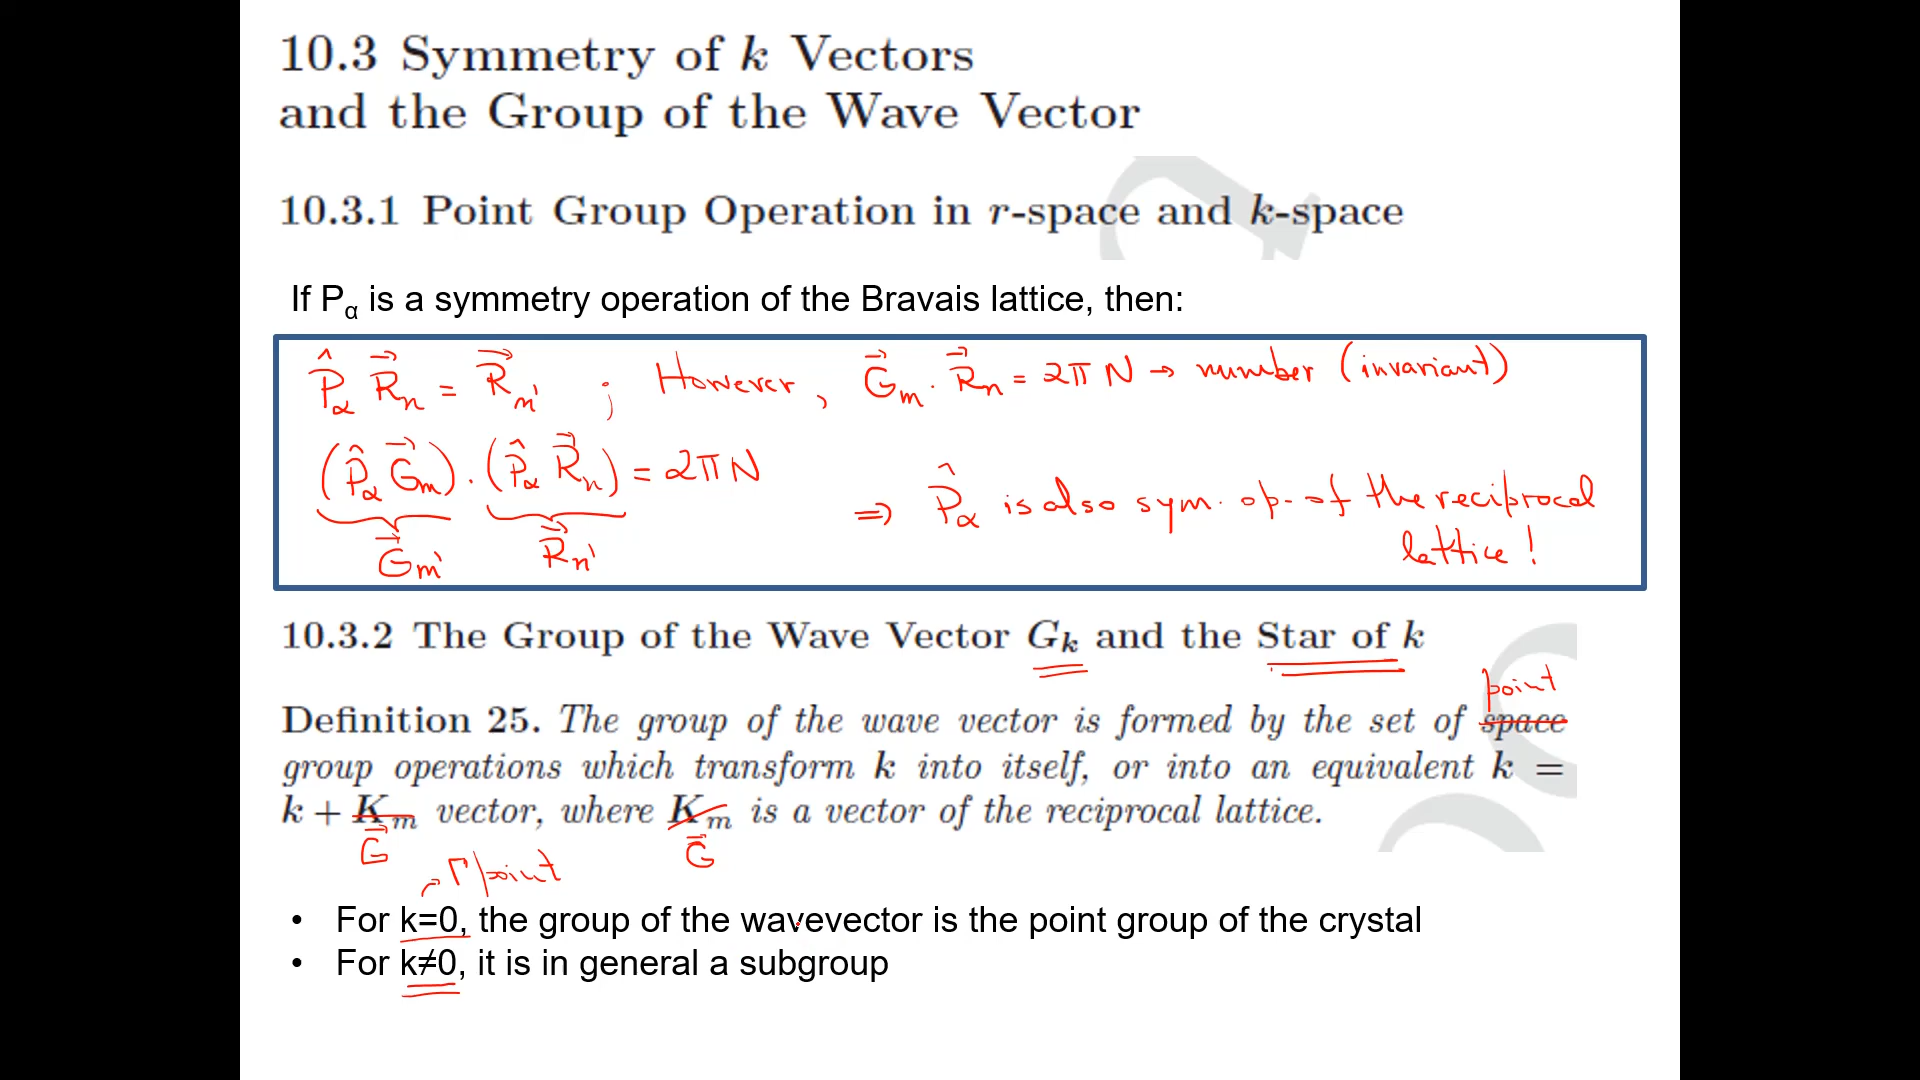 10.3 Symmetry of k Vectors
and the Group of the Wave Vector
10.3.1 Point Group Operation in r-space and k-space
If Pα is a symmetry operation of the Bravais lattice, then:
P̂α R⃗n = R⃗n' ; However, G⃗m · R⃗n = 2πN → number (invariant)
(P̂α G⃗m) · (P̂α R⃗n) = 2πN
⇒ P̂α is also sym. op. of the reciprocal
G⃗m' R⃗n' lattice!
10.3.2 The Group of the Wave Vector Gk and the Star of k
point
Definition 25. The group of the wave vector is formed by the set of space
group operations which transform k into itself, or into an equivalent k =
k + Km vector, where Km is a vector of the reciprocal lattice.
G⃗ G⃗
→ Γ point
• For k=0, the group of the wavevector is the point group of the crystal
• For k≠0, it is in general a subgroup